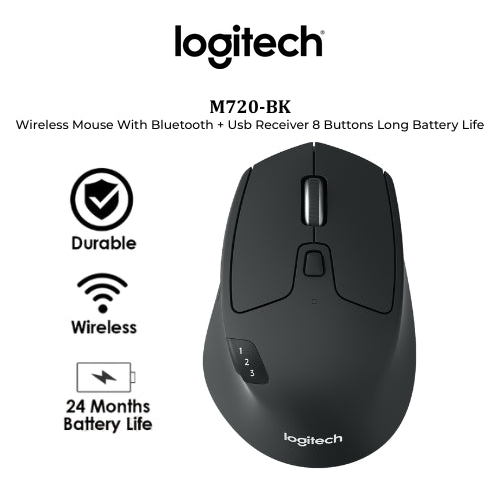 logitech
M720-BK
Wireless Mouse With Bluetooth + Usb Receiver 8 Buttons Long Battery Life
Durable
Wireless
24 Months
Battery Life
1
2
3
logitech